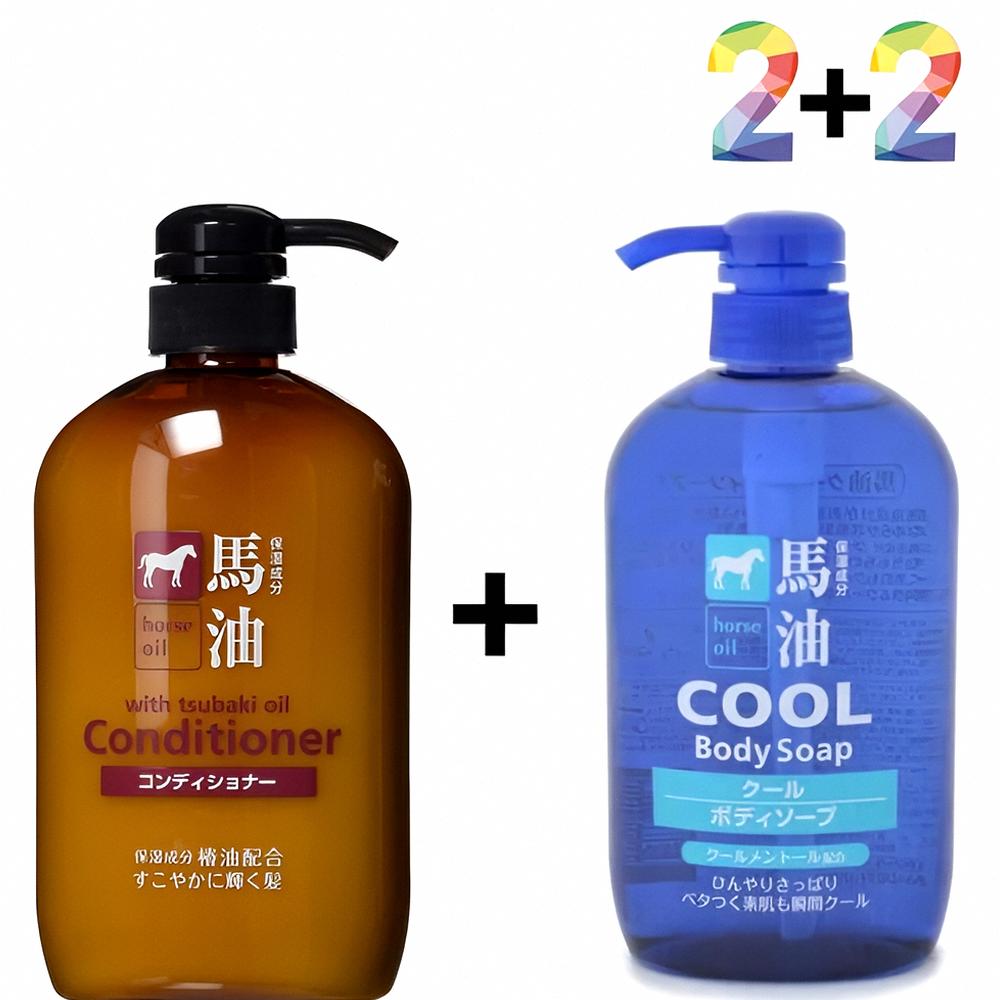 2+2
馬油
保湿成分
horse
oil
with tsubaki oil
Conditioner
コンディショナー
保湿成分 椿油配合
すこやかに輝く髪
+
馬油
保湿成分
horse
oil
COOL
Body Soap
クール
ボディソープ
クールメントール配合
ひんやりさっぱり
ベタつく素肌も瞬間クール